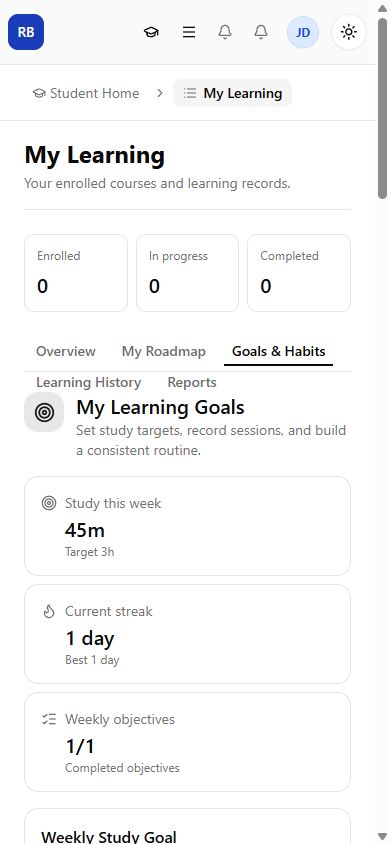 RB
JD
Student Home
My Learning
My Learning
Your enrolled courses and learning records.
Enrolled
In progress
Completed
0
0
0
Overview
My Roadmap
Goals & Habits
Learning History
Reports
My Learning Goals
Set study targets, record sessions, and build
a consistent routine.
Study this week
45m
Target 3h
Current streak
1 day
Best 1 day
Weekly objectives
1/1
Completed objectives
Weekly Study Goal